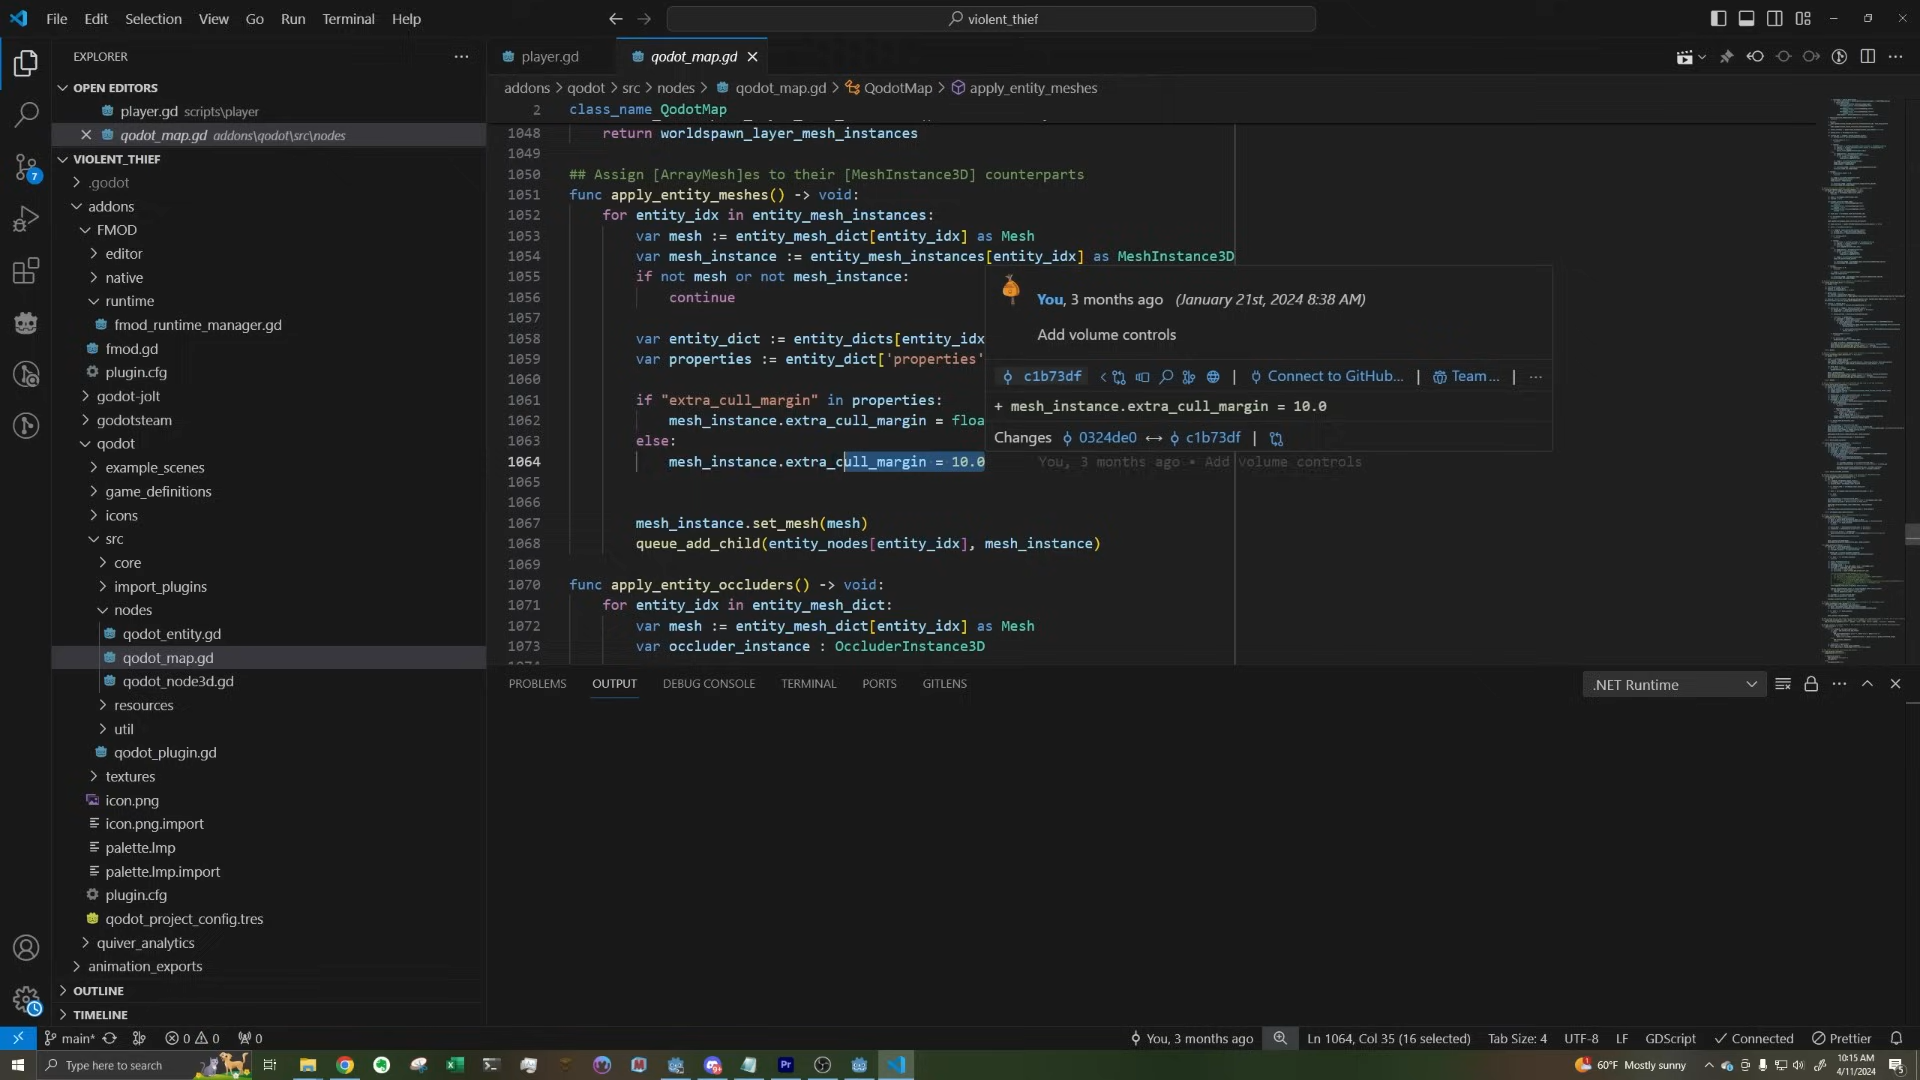 File Edit Selection View Go Run Terminal Help
violent_thief
EXPLORER
OPEN EDITORS
player.gd scripts\player
qodot_map.gd addons\qodot\src\nodes
VIOLENT_THIEF
.godot
addons
FMOD
editor
native
runtime
fmod_runtime_manager.gd
fmod.gd
plugin.cfg
godot-jolt
godotsteam
qodot
example_scenes
game_definitions
icons
src
core
import_plugins
nodes
qodot_entity.gd
qodot_map.gd
qodot_node3d.gd
resources
util
qodot_plugin.gd
textures
icon.png
icon.png.import
palette.lmp
palette.lmp.import
plugin.cfg
qodot_project_config.tres
quiver_analytics
animation_exports
OUTLINE
TIMELINE
7
player.gd qodot_map.gd
addons > qodot > src > nodes > qodot_map.gd > QodotMap > apply_entity_meshes
2 class_name QodotMap
1048 return worldspawn_layer_mesh_instances
1049
1050 ## Assign [ArrayMesh]es to their [MeshInstance3D] counterparts
1051 func apply_entity_meshes() -> void:
1052 for entity_idx in entity_mesh_instances:
1053 var mesh := entity_mesh_dict[entity_idx] as Mesh
1054 var mesh_instance := entity_mesh_instances[entity_idx] as MeshInstance3D
1055 if not mesh or not mesh_instance:
1056 continue
1057
1058 var entity_dict := entity_dicts[entity_idx
1059 var properties := entity_dict['properties'
1060
1061 if "extra_cull_margin" in properties:
1062 mesh_instance.extra_cull_margin = floa
1063 else:
1064 mesh_instance.extra_cull_margin = 10.0 You, 3 months ago • Add volume controls
1065
1066
1067 mesh_instance.set_mesh(mesh)
1068 queue_add_child(entity_nodes[entity_idx], mesh_instance)
1069
1070 func apply_entity_occluders() -> void:
1071 for entity_idx in entity_mesh_dict:
1072 var mesh := entity_mesh_dict[entity_idx] as Mesh
1073 var occluder_instance : OccluderInstance3D
You, 3 months ago (January 21st, 2024 8:38 AM)
Add volume controls
c1b73df | Connect to GitHub... | Team... | ...
+ mesh_instance.extra_cull_margin = 10.0
Changes 0324de0 ↔ c1b73df |
PROBLEMS OUTPUT DEBUG CONSOLE TERMINAL PORTS GITLENS
.NET Runtime
main* 0 0 0
You, 3 months ago Ln 1064, Col 35 (16 selected) Tab Size: 4 UTF-8 LF GDScript Connected Prettier
Type here to search
60°F Mostly sunny
10:15 AM
4/11/2024